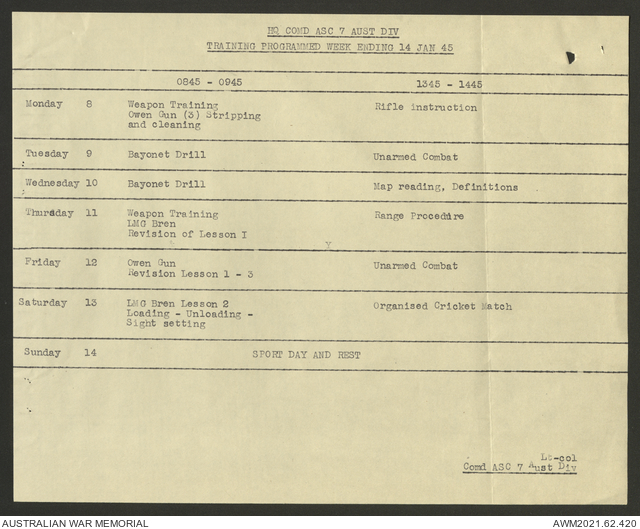 HQ COMD ASC 7 AUST DIV
TRAINING PROGRAMMED WEEK ENDING 14 JAN 45
0845 - 0945 1345 - 1445
Monday 8 Weapon Training Rifle instruction
Owen Gun (3) Stripping
and cleaning
Tuesday 9 Bayonet Drill Unarmed Combat
Wednesday 10 Bayonet Drill Map reading, Definitions
Thursday 11 Weapon Training Range Procedure
LMG Bren
Revision of Lesson I
Friday 12 Owen Gun Unarmed Combat
Revision Lesson 1 - 3
Saturday 13 LMG Bren Lesson 2 Organised Cricket Match
Loading - Unloading -
Sight setting
Sunday 14 SPORT DAY AND REST
Lt-col
Comd ASC 7 Aust Div
AUSTRALIAN WAR MEMORIAL AWM2021.62.420